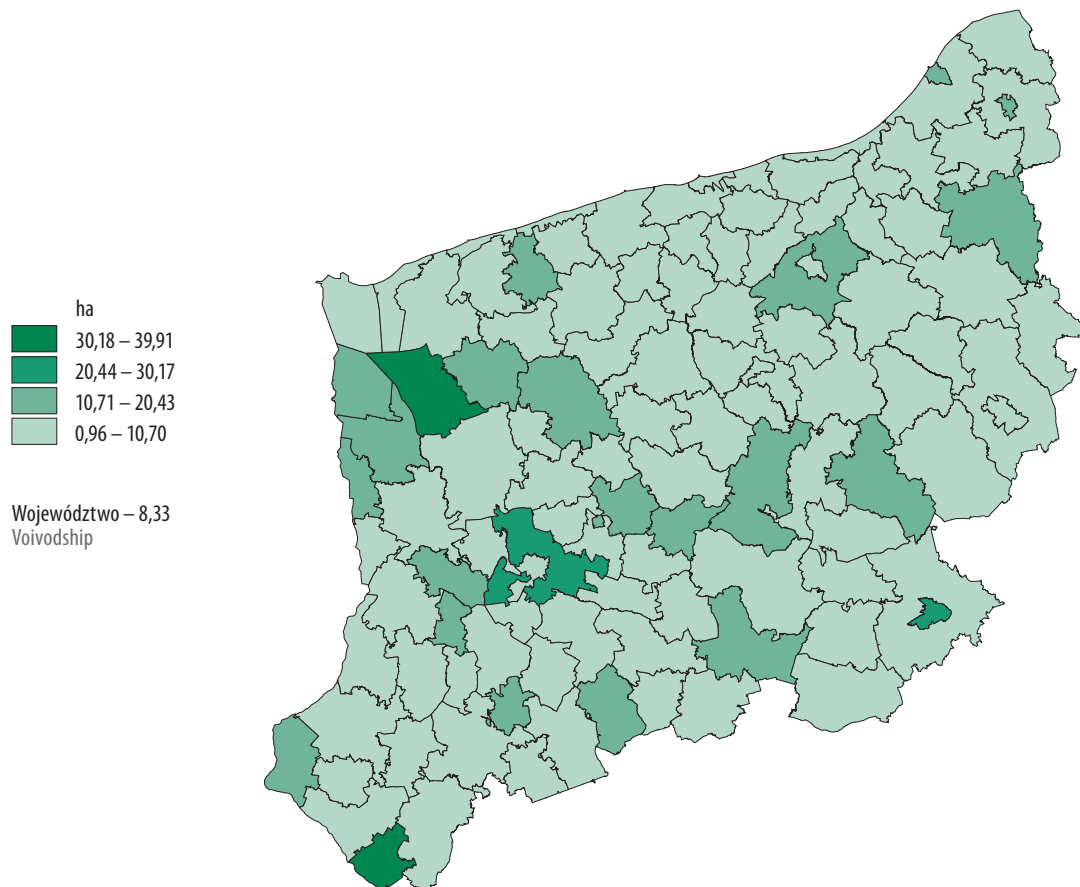 ha
30,18 – 39,91
20,44 – 30,17
10,71 – 20,43
0,96 – 10,70
Województwo – 8,33
Voivodship